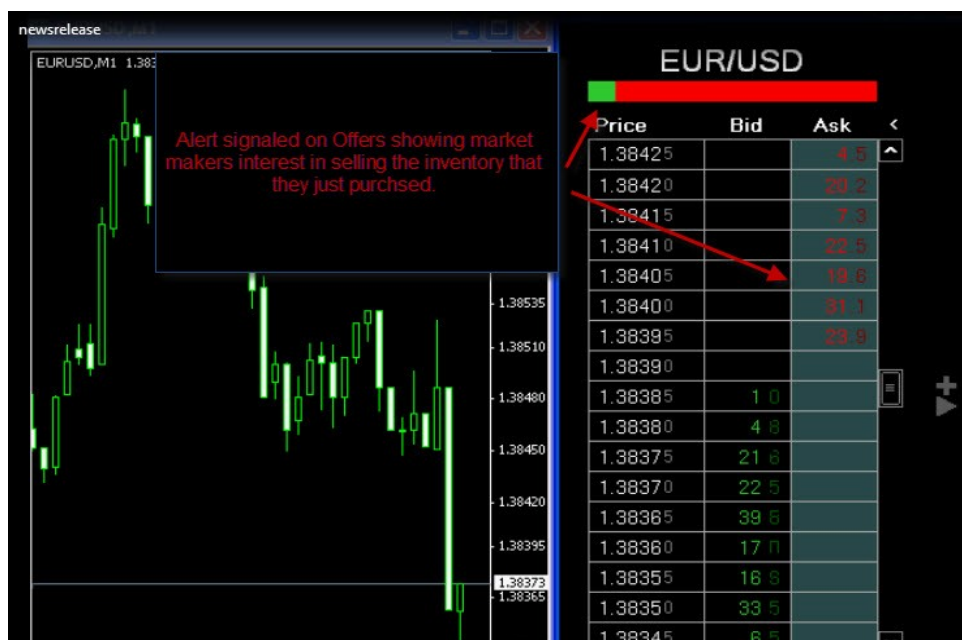 newsrelease
EURUSD,M1 1.383
Alert signaled on Offers showing market
makers interest in selling the inventory that
they just purchsed.
1.38535
1.38510
1.38480
1.38450
1.38420
1.38395
1.38373
1.38365
EUR/USD
Price Bid Ask <
1.38425 4 5
1.38420 20 2
1.38415 7 3
1.38410 22 5
1.38405 19 6
1.38400 31 1
1.38395 23 9
1.38390
1.38385 1 0
1.38380 4 8
1.38375 21 6
1.38370 22 5
1.38365 39 6
1.38360 17 0
1.38355 16 8
1.38350 33 5
1.38345 6 5